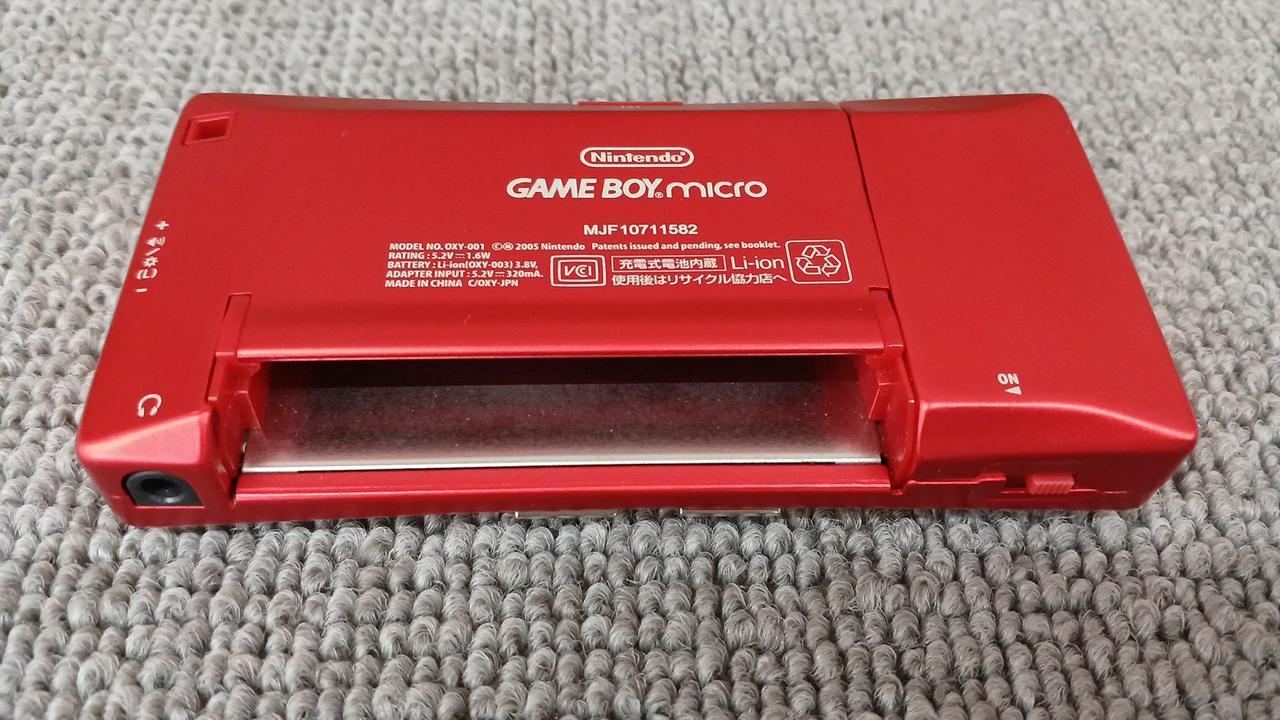 Nintendo
GAME BOY® micro
MJF10711582
MODEL NO. OXY-001 ©Ⓜ 2005 Nintendo Patents issued and pending, see booklet.
RATING : 5.2V⎓1.6W
BATTERY : Li-ion(OXY-003) 3.8V,
ADAPTER INPUT : 5.2V⎓320mA.
MADE IN CHINA C/OXY-JPN
VCI
充電式電池内蔵 Li-ion
使用後はリサイクル協力店へ
ON